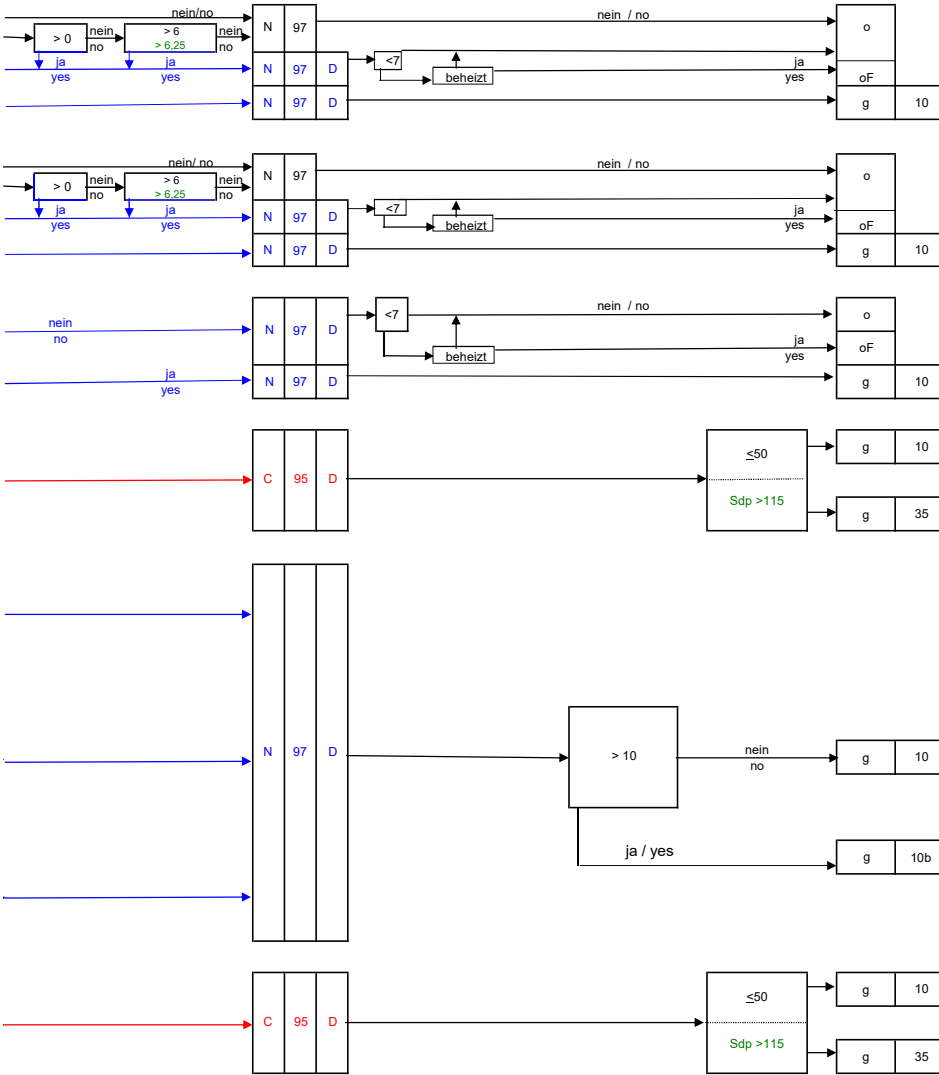 nein/no
N 97
nein / no
o
> 0
nein
no
> 6
> 6,25
nein
no
ja
yes
ja
yes
N 97 D
<7
beheizt
ja
yes
oF
N 97 D
g 10
nein/ no
N 97
nein / no
o
> 0
nein
no
> 6
> 6,25
nein
no
ja
yes
ja
yes
N 97 D
<7
beheizt
ja
yes
oF
N 97 D
g 10
nein
no
N 97 D
<7
nein / no
o
beheizt
ja
yes
oF
ja
yes
N 97 D
g 10
C 95 D
≤50
Sdp >115
g 10
g 35
N 97 D
> 10
nein
no
g 10
ja / yes
g 10b
C 95 D
≤50
Sdp >115
g 10
g 35